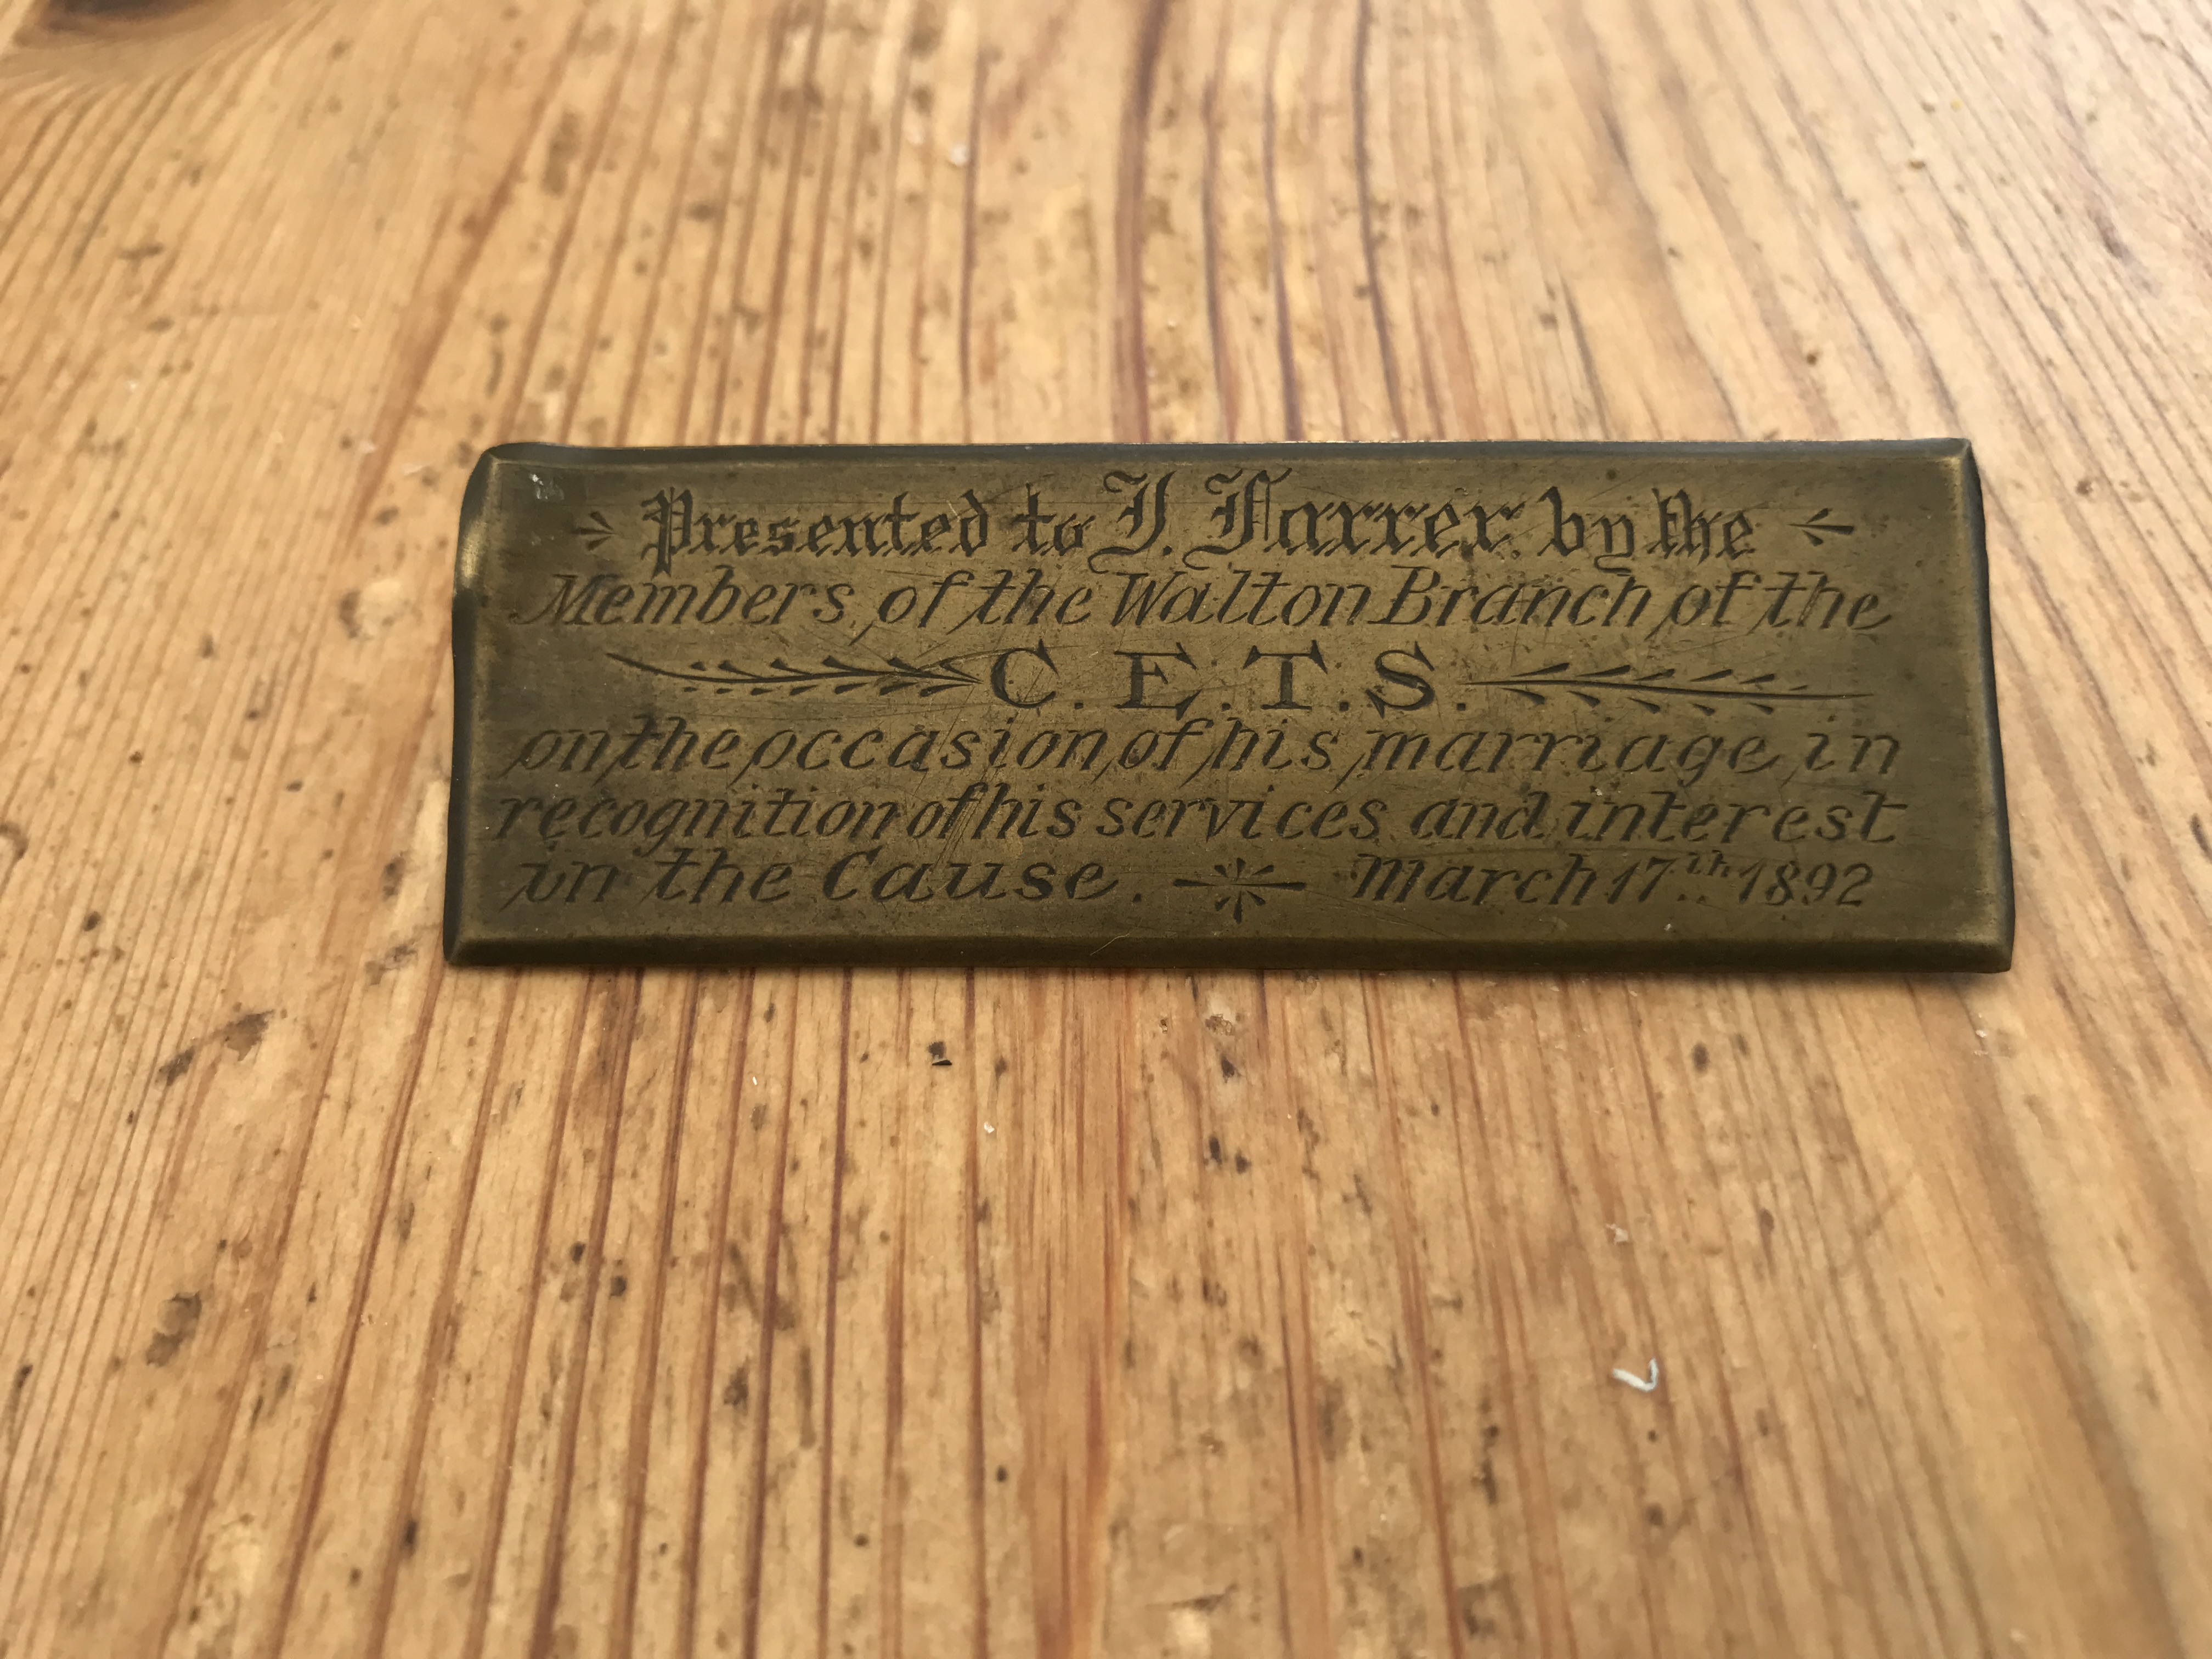 Presented to J. Farrer by the
Members of the Walton Branch of the
C. E. T. S.
on the occasion of his marriage in
recognition of his services and interest
in the Cause. March 17th. 1892